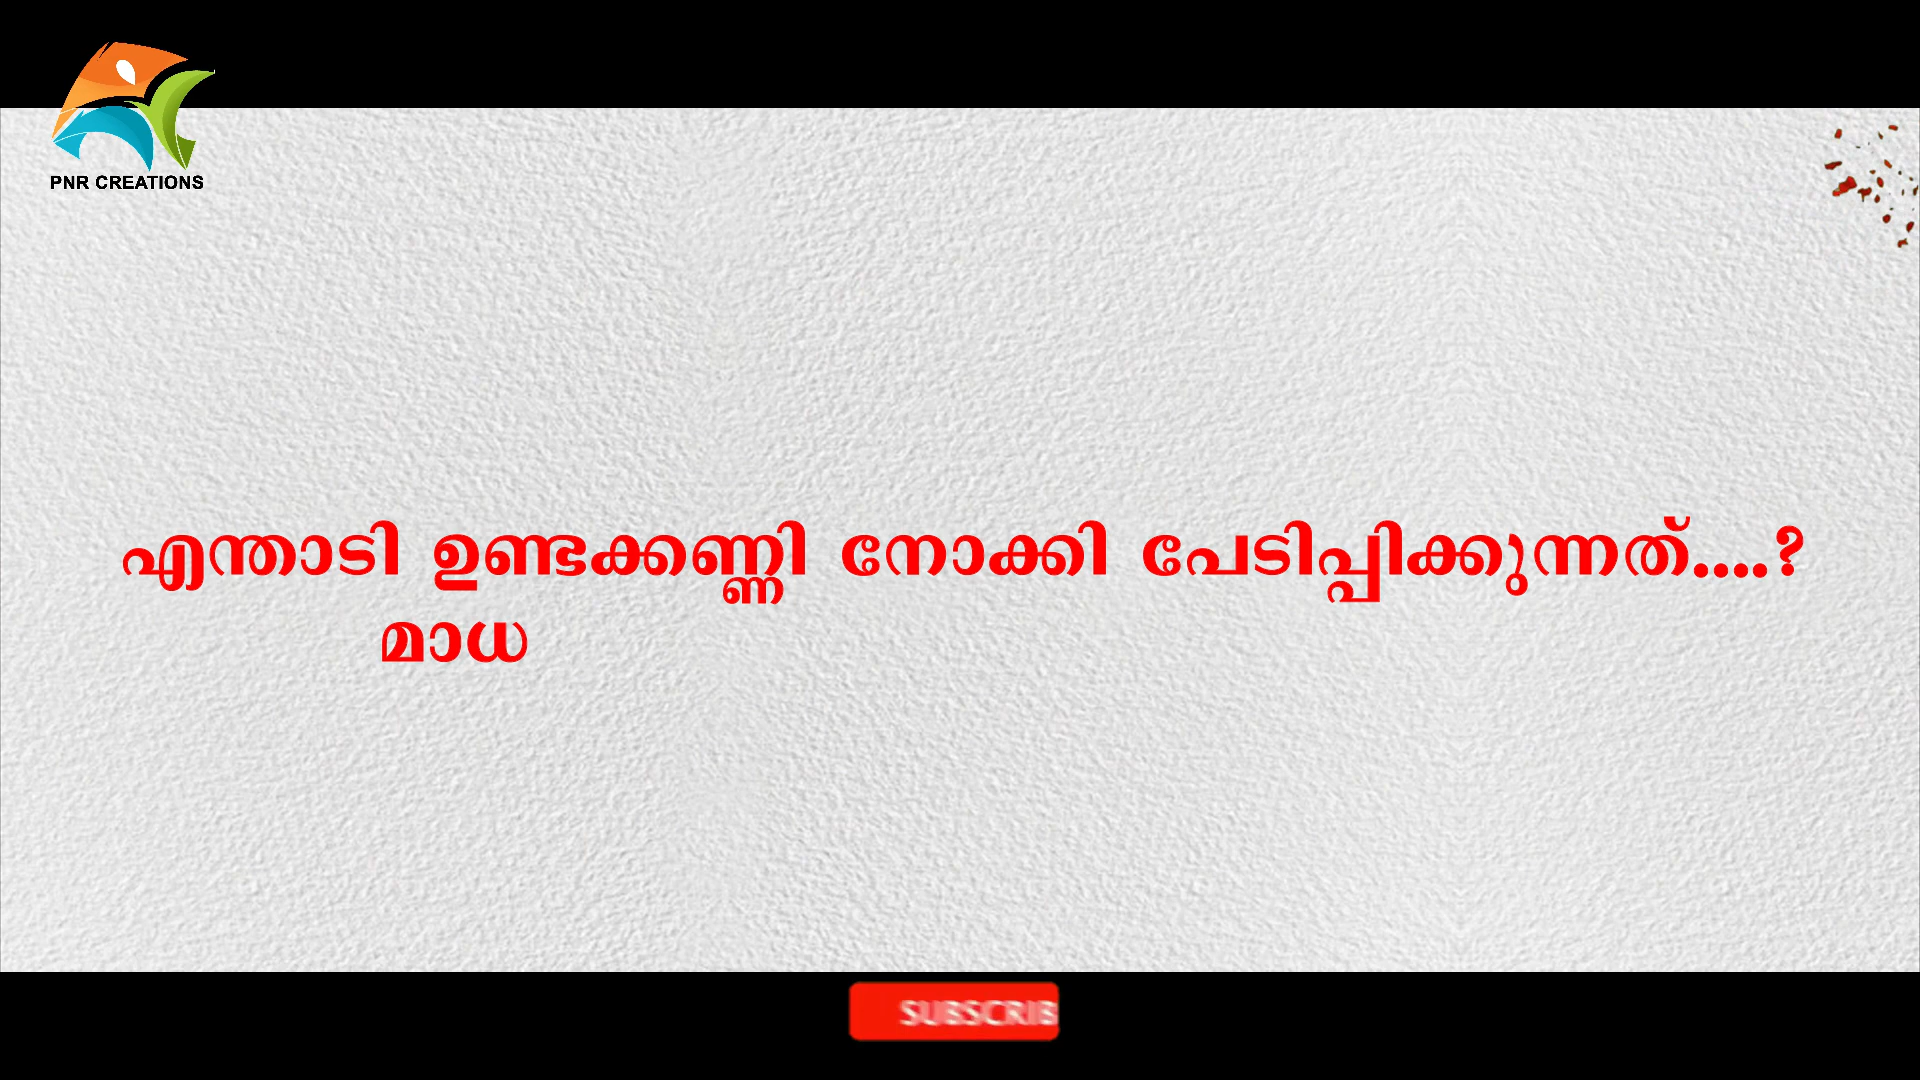 PNR CREATIONS
എന്താടി ഉണ്ടക്കണ്ണി നോക്കി പേടിപ്പിക്കുന്നത്....?
മാധ
SUBSCRIB